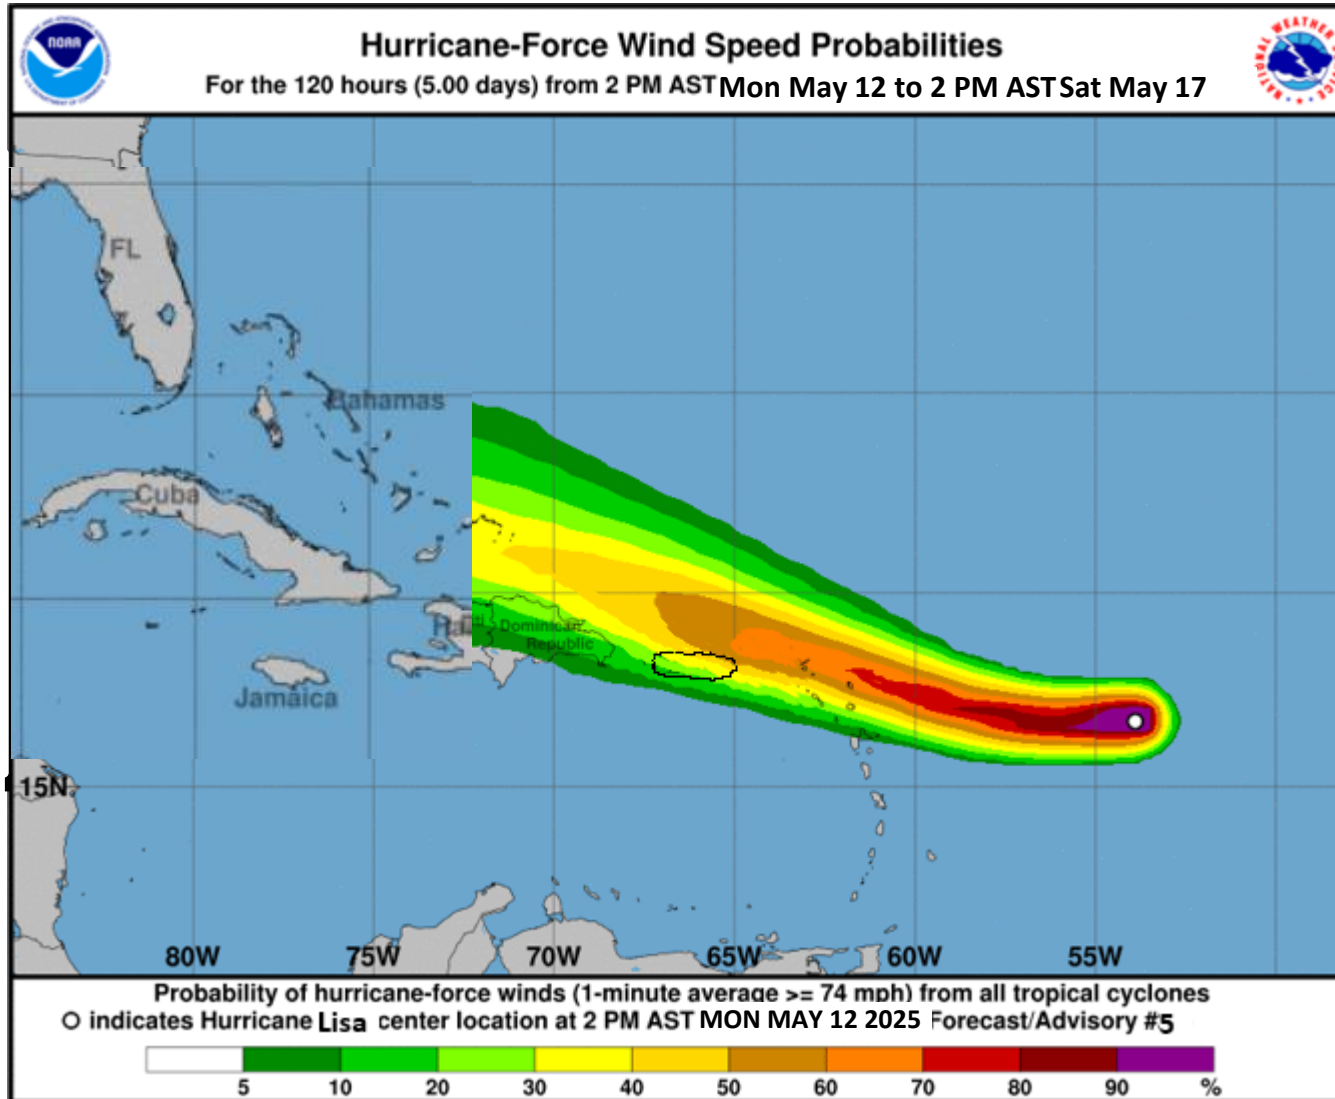 NOAA
Hurricane-Force Wind Speed Probabilities
For the 120 hours (5.00 days) from 2 PM AST Mon May 12 to 2 PM AST Sat May 17
FL
Bahamas
Cuba
Dominican
Republic
Jamaica
15N
80W 75W 70W 65W 60W 55W
Probability of hurricane-force winds (1-minute average >= 74 mph) from all tropical cyclones
O indicates Hurricane Lisa center location at 2 PM AST MON MAY 12 2025 Forecast/Advisory #5
5 10 20 30 40 50 60 70 80 90 %